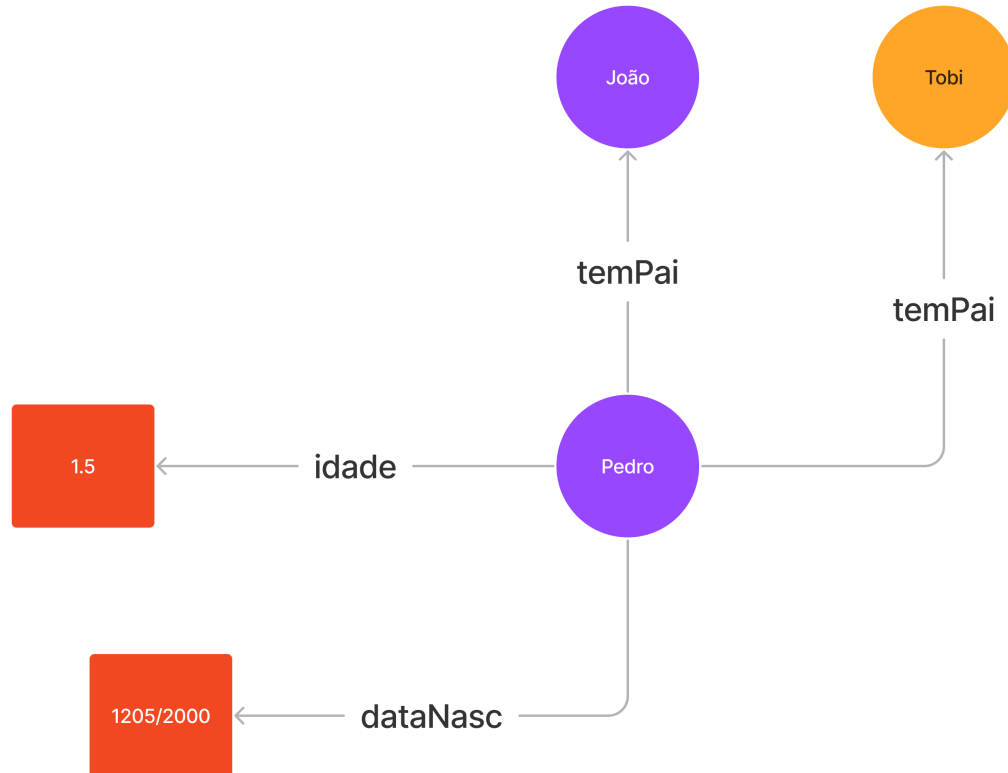 João
Tobi
temPai
temPai
1.5
idade
Pedro
1205/2000
dataNasc